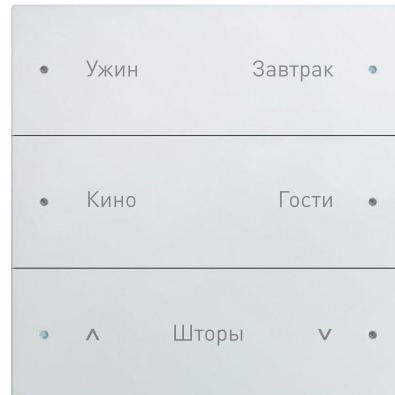 Ужин Завтрак
Кино Гости
∧ Шторы ∨